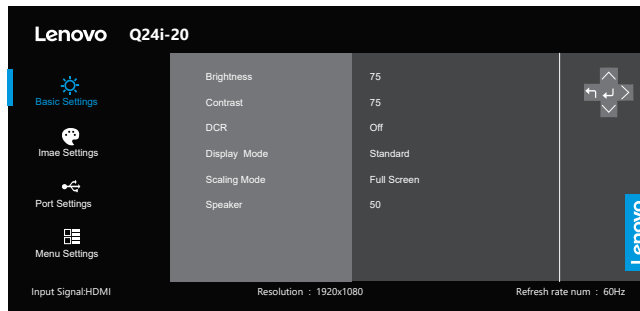 Lenovo Q24i-20
Basic Settings
Imae Settings
Port Settings
Menu Settings
Brightness 75
Contrast 75
DCR Off
Display Mode Standard
Scaling Mode Full Screen
Speaker 50
Lenovo
Input Signal:HDMI Resolution : 1920x1080 Refresh rate num : 60Hz